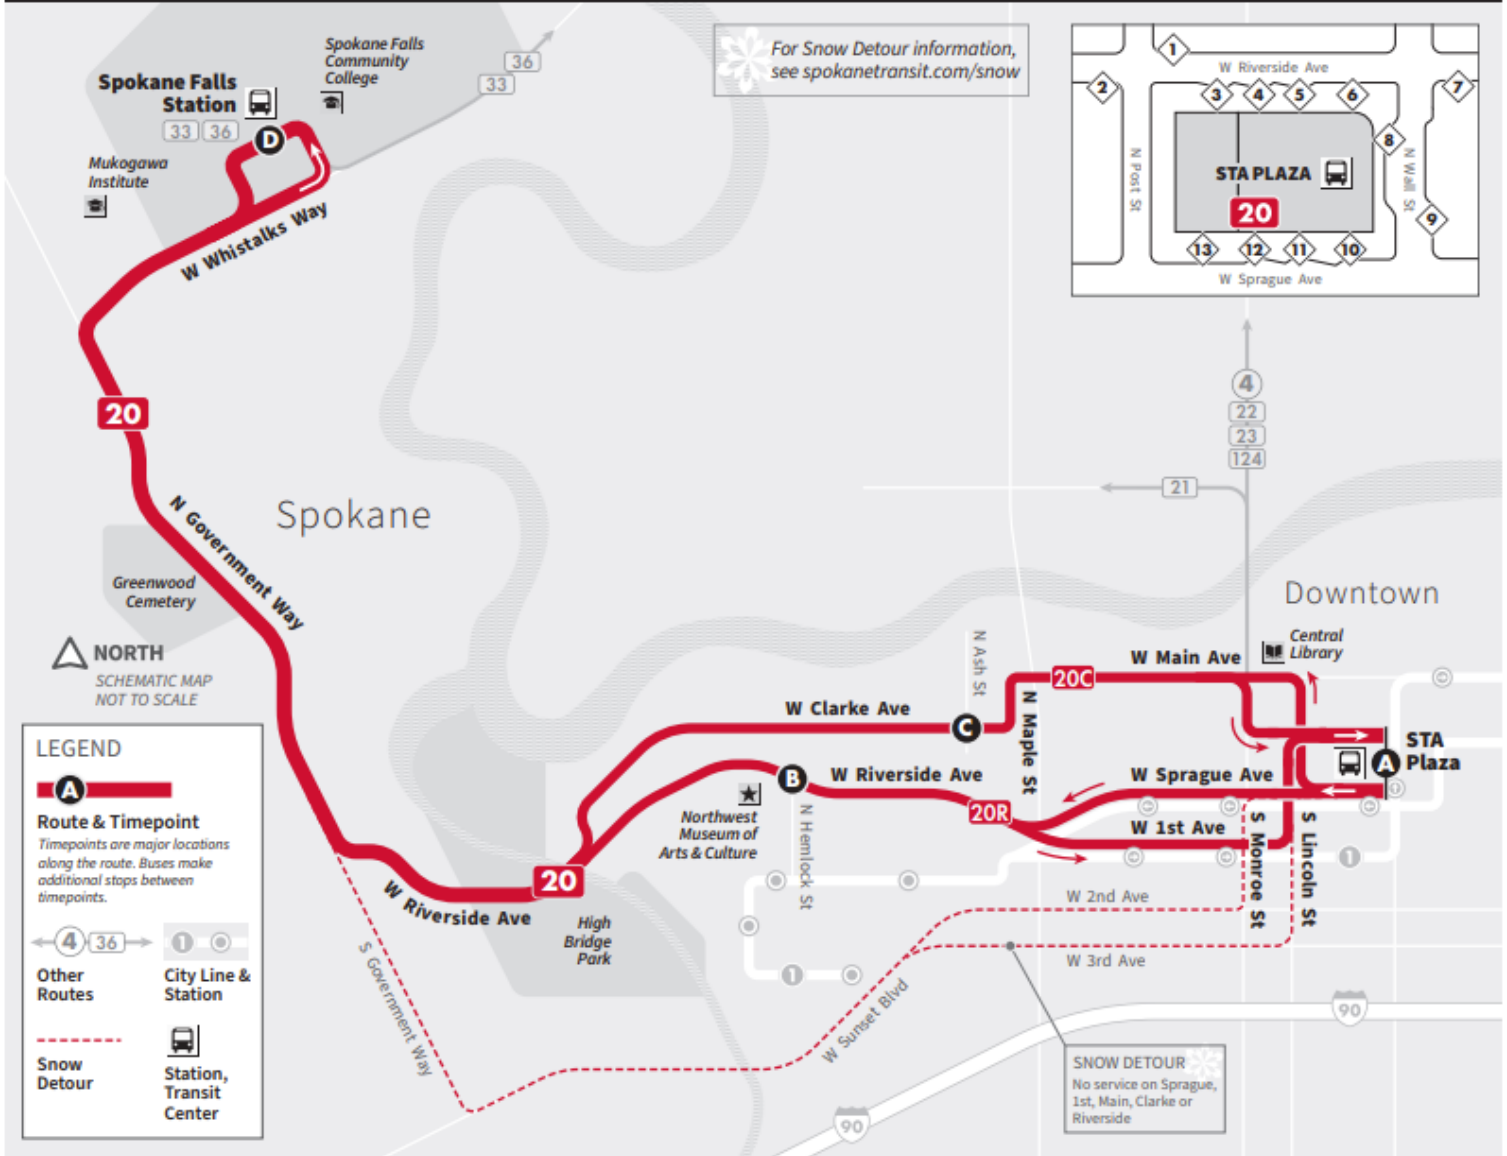 Spokane Falls
Community
College
36
33
Spokane Falls
Station
33 36
D
Mukogawa
Institute
W Whistalks Way
For Snow Detour information,
see spokanetransit.com/snow
1
W Riverside Ave
2
3
4
5
6
7
8
N Post St
STA PLAZA
N Wall St
20
9
13
12
11
10
W Sprague Ave
20
N Government Way
Spokane
Greenwood
Cemetery
NORTH
SCHEMATIC MAP
NOT TO SCALE
4
22
23
124
21
Downtown
Central
Library
N Ash St
W Main Ave
20C
W Clarke Ave
C
N Maple St
STA
Plaza
A
B
W Riverside Ave
W Sprague Ave
20R
W 1st Ave
Northwest
Museum of
Arts & Culture
N Hemlock St
S Monroe St
S Lincoln St
1
20
W Riverside Ave
High
Bridge
Park
S Government Way
W 2nd Ave
W 3rd Ave
1
W Sunset Blvd
90
90
SNOW DETOUR
No service on Sprague,
1st, Main, Clarke or
Riverside
LEGEND
A
Route & Timepoint
Timepoints are major locations
along the route. Buses make
additional stops between
timepoints.
4 36
1
Other
Routes
City Line &
Station
Snow
Detour
Station,
Transit
Center